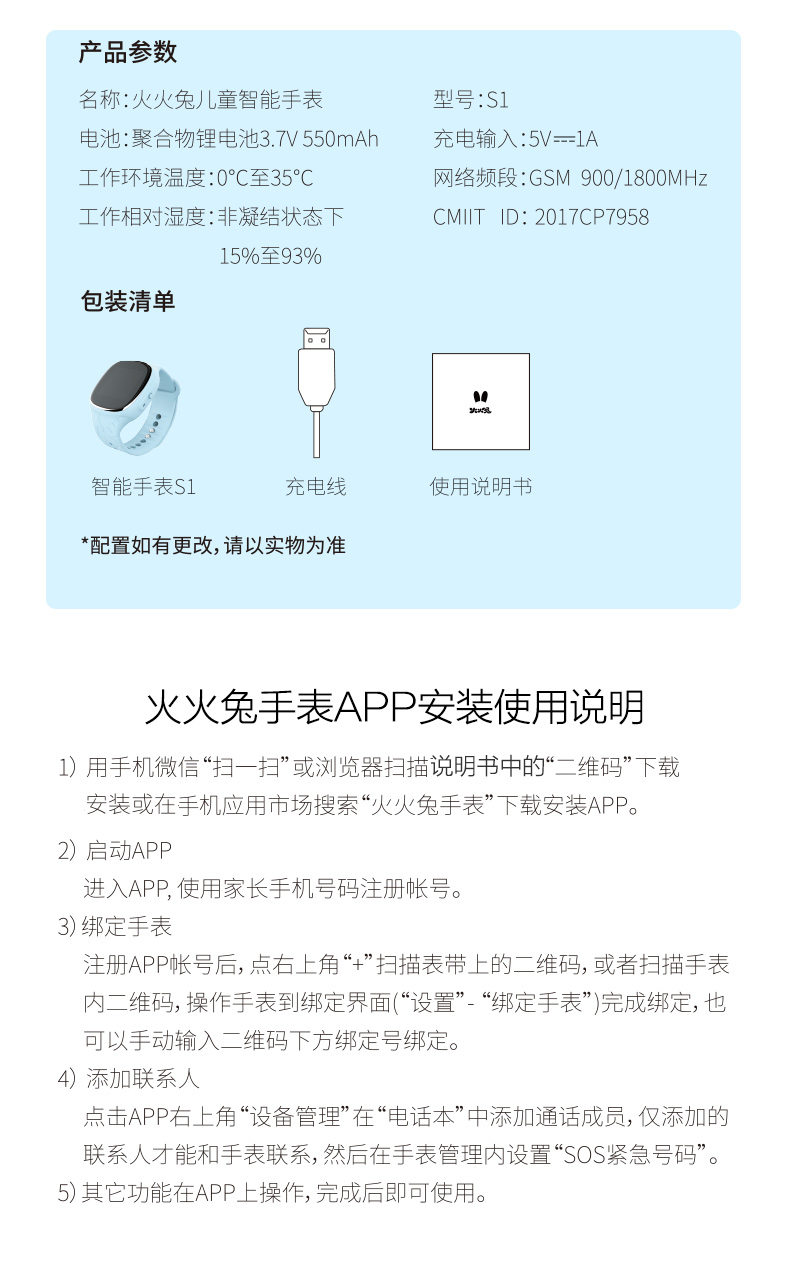 产品参数
名称:火火兔儿童智能手表
型号:S1
电池:聚合物锂电池3.7V 550mAh
充电输入:5V⎓1A
工作环境温度:0℃至35℃
网络频段:GSM 900/1800MHz
工作相对湿度:非凝结状态下
15%至93%
CMIIT ID: 2017CP7958
包装清单
火火兔
智能手表S1
充电线
使用说明书
*配置如有更改,请以实物为准
火火兔手表APP安装使用说明
1) 用手机微信“扫一扫”或浏览器扫描说明书中的“二维码”下载
安装或在手机应用市场搜索“火火兔手表”下载安装APP。
2) 启动APP
进入APP, 使用家长手机号码注册帐号。
3) 绑定手表
注册APP帐号后,点右上角“+”扫描表带上的二维码,或者扫描手表
内二维码,操作手表到绑定界面(“设置”-“绑定手表”)完成绑定,也
可以手动输入二维码下方绑定号绑定。
4) 添加联系人
点击APP右上角“设备管理”在“电话本”中添加通话成员,仅添加的
联系人才能和手表联系,然后在手表管理内设置“SOS紧急号码”。
5) 其它功能在APP上操作,完成后即可使用。